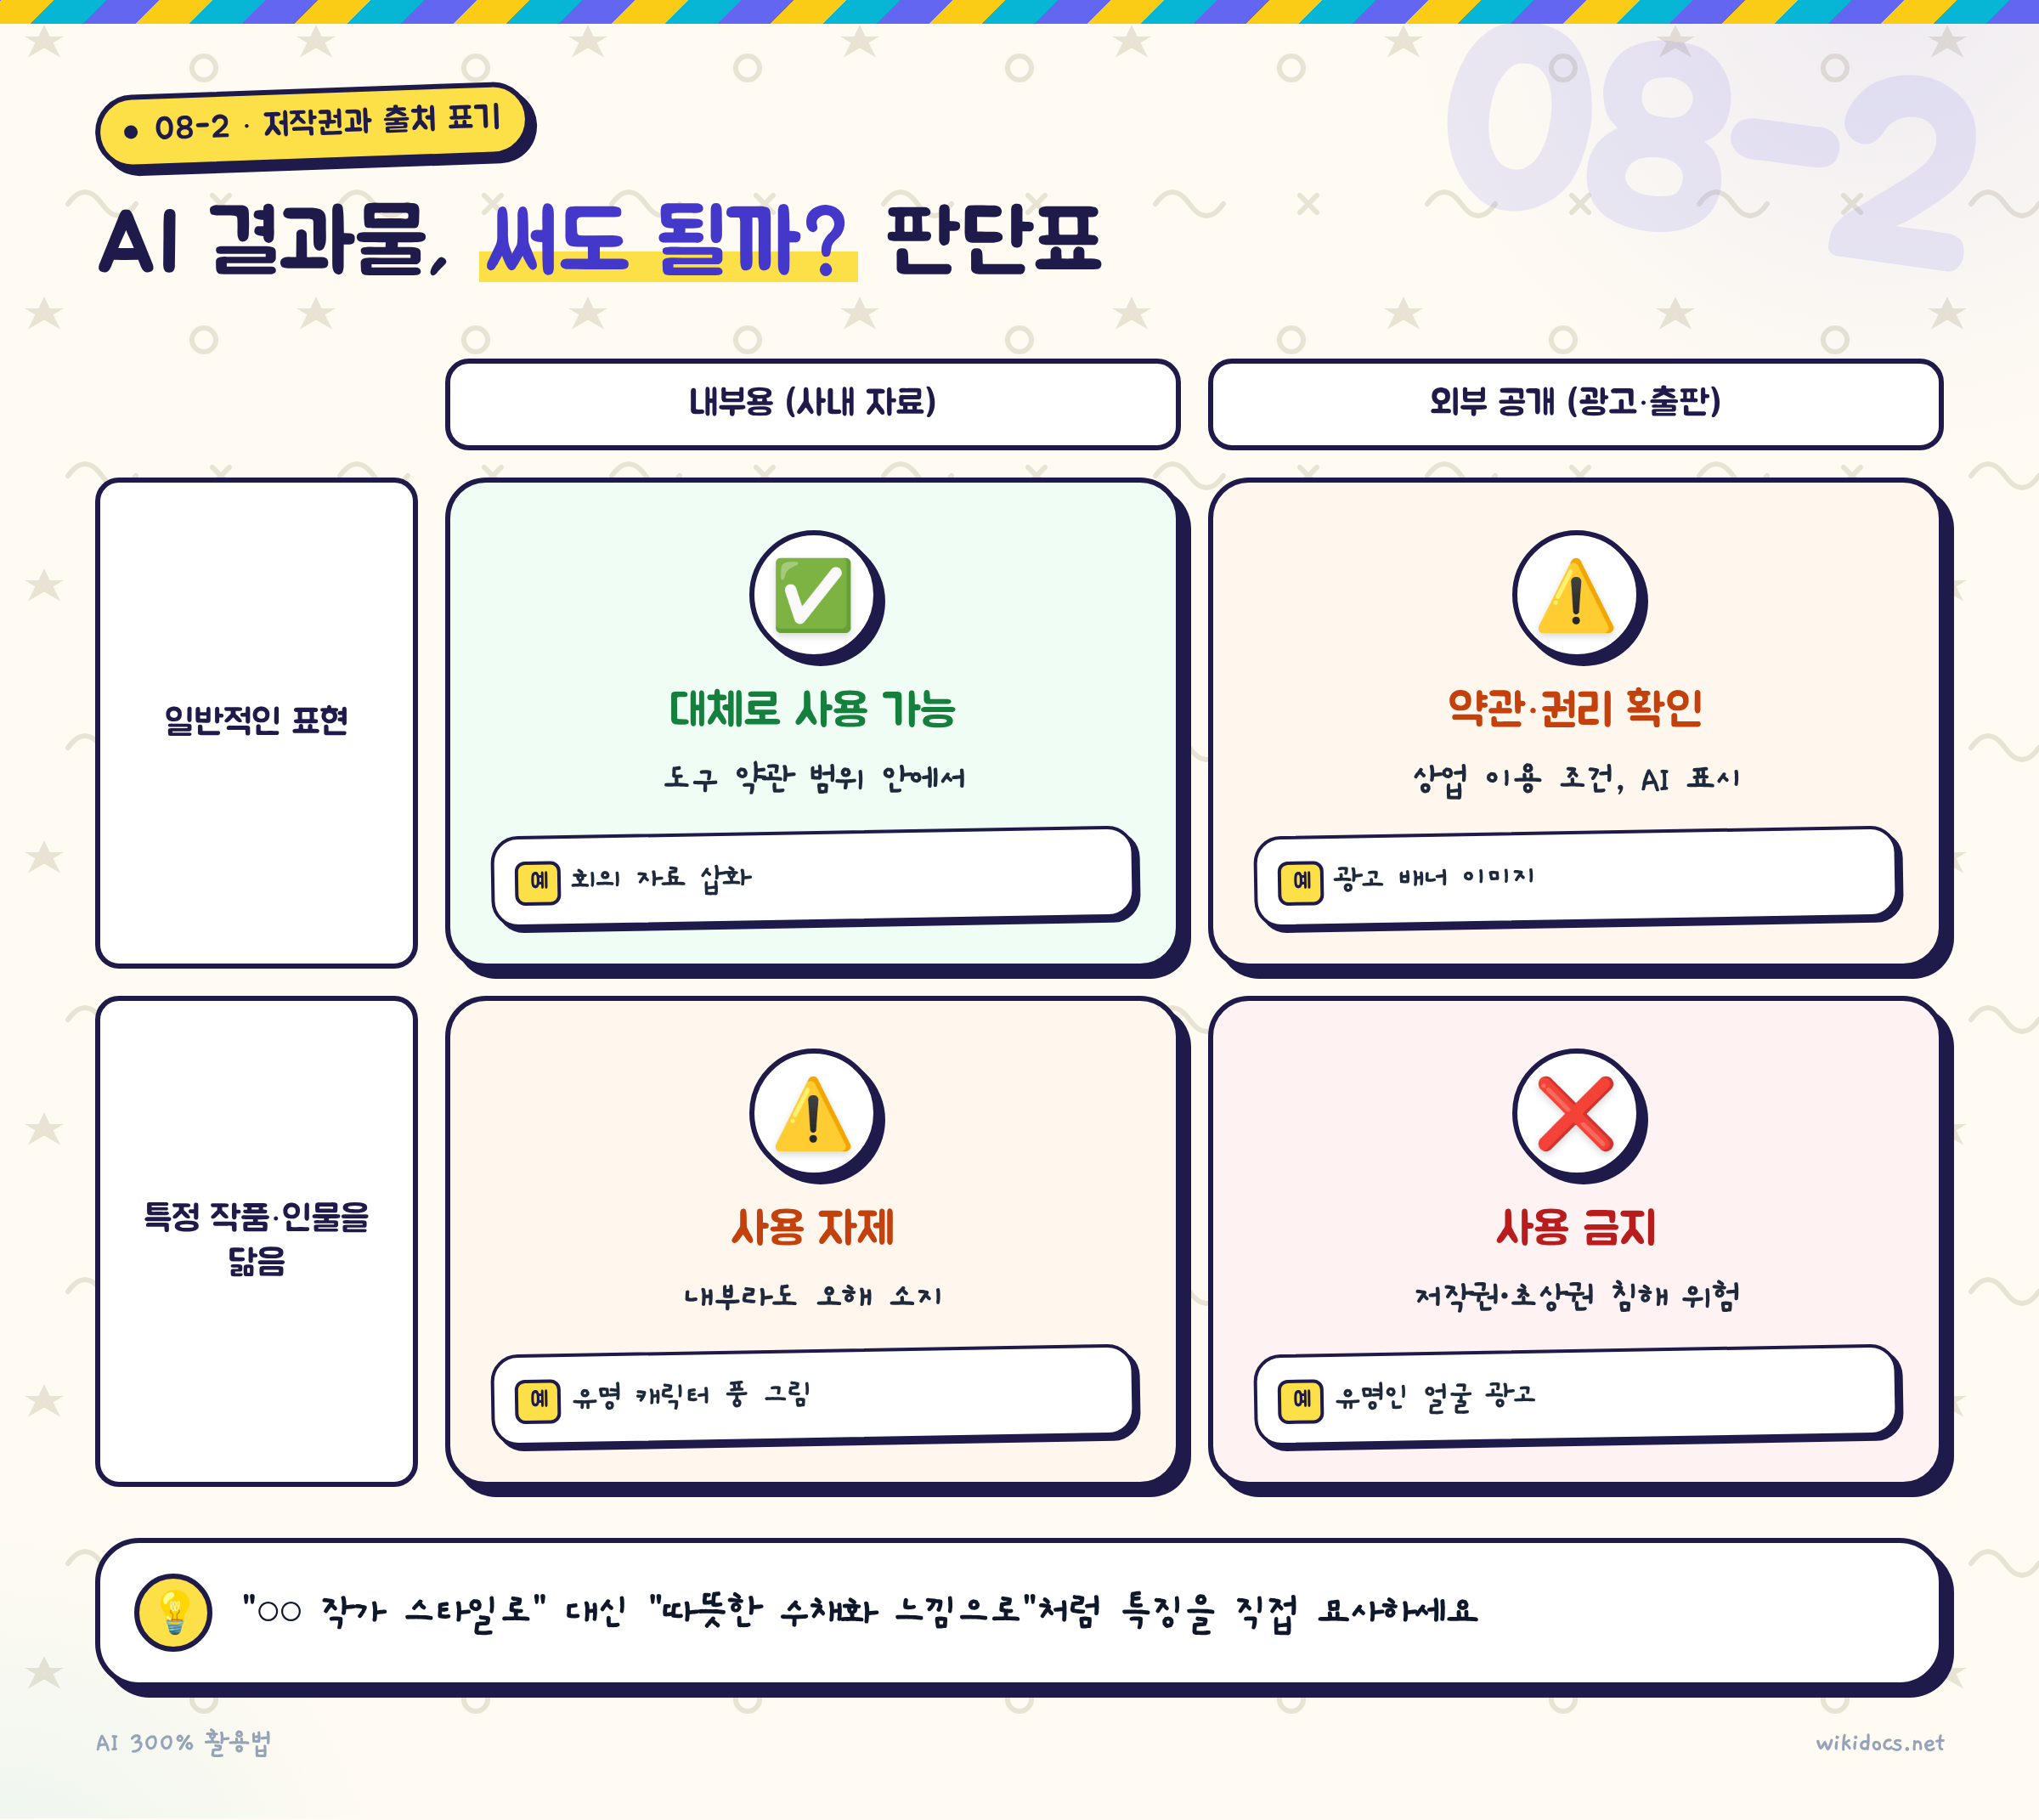 08-2
08-2 · 저작권과 출처 표기
AI 결과물, 써도 될까? 판단표
내부용 (사내 자료)
외부 공개 (광고·출판)
일반적인 표현
대체로 사용 가능
도구 약관 범위 안에서
예 회의 자료 삽화
약관·권리 확인
상업 이용 조건, AI 표시
예 광고 배너 이미지
특정 작품·인물을
닮음
사용 자제
내부라도 오해 소지
예 유명 캐릭터 풍 그림
사용 금지
저작권·초상권 침해 위험
예 유명인 얼굴 광고
"○○ 작가 스타일로" 대신 "따뜻한 수채화 느낌으로"처럼 특징을 직접 묘사하세요
AI 300% 활용법
wikidocs.net